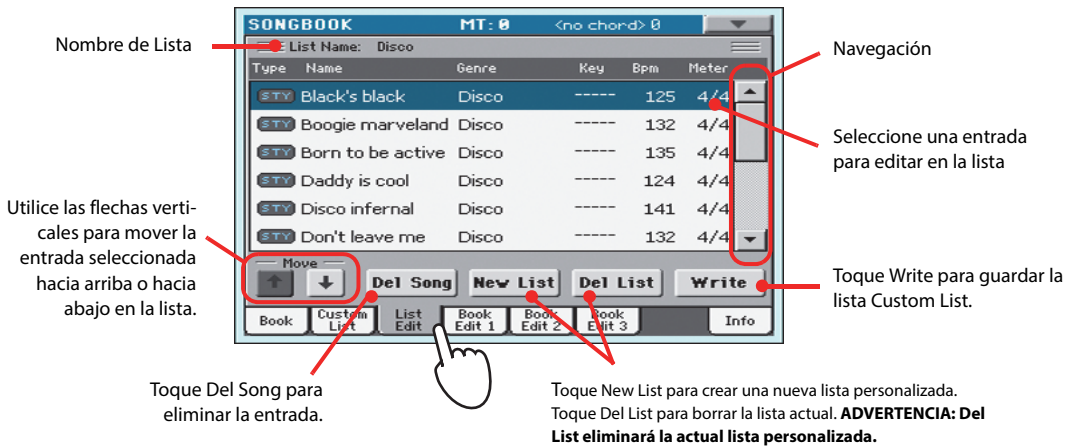 SONGBOOK MT: 0 <no chord> 0
List Name: Disco
Type Name Genre Key Bpm Meter
STY Black's black Disco ----- 125 4/4
STY Boogie marveland Disco ----- 132 4/4
STY Born to be active Disco ----- 135 4/4
STY Daddy is cool Disco ----- 124 4/4
STY Disco infernal Disco ----- 141 4/4
STY Don't leave me Disco ----- 132 4/4
Move
Del Song New List Del List Write
Book Custom List List Edit Book Edit 1 Book Edit 2 Book Edit 3 Info
Nombre de Lista
Navegación
Seleccione una entrada
para editar en la lista
Utilice las flechas verti-
cales para mover la
entrada seleccionada
hacia arriba o hacia
abajo en la lista.
Toque Write para guardar la
lista Custom List.
Toque Del Song para
eliminar la entrada.
Toque New List para crear una nueva lista personalizada.
Toque Del List para borrar la lista actual. ADVERTENCIA: Del
List eliminará la actual lista personalizada.